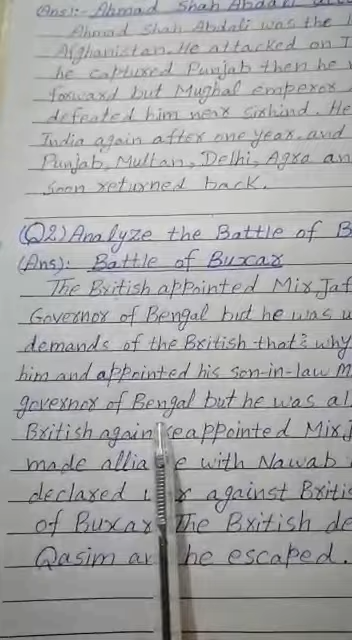 (Ans):- Ahmad Shah Abdali
Ahmad Shah Abdali was the
Afghanistan. He attacked on
he captured Punjab then he
forward but Mughal emperor
defeated him near Sirhind. He
India again after one year. and
Punjab, Multan, Delhi, Agra an
soon returned back.
(Q2) Analyze the Battle of B
(Ans): Battle of Buxar
The British appointed Mir Jaf
Governor of Bengal but he was u
demands of the British that's why
him and appointed his son-in-law M
governor of Bengal but he was al
British again reappointed Mir J
made with Nawab
declared against Britis
of Buxar The British de
Qasim he escaped.